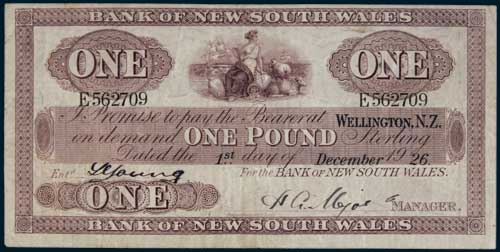 BANK OF NEW SOUTH WALES
ONE ONE
E562709 E562709
I Promise to pay the Bearer at WELLINGTON, N.Z.
on demand ONE POUND Sterling
Dated the 1st day of December 1926.
Entd. For the BANK OF NEW SOUTH WALES.
ONE
MANAGER.
BANK OF NEW SOUTH WALES